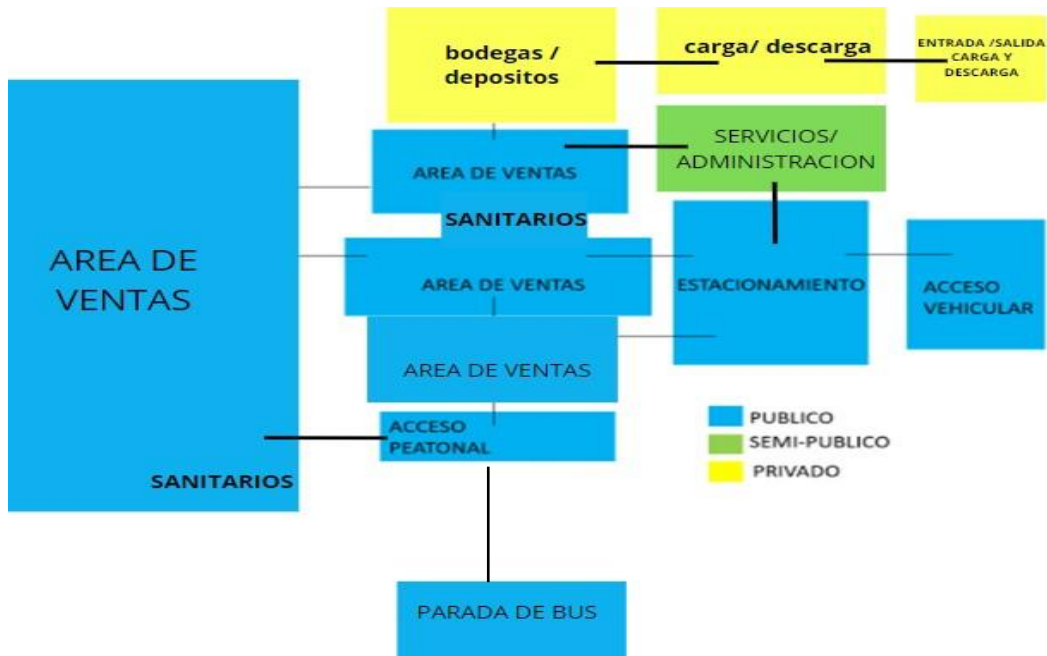 bodegas /
depositos
carga/ descarga
ENTRADA /SALIDA
CARGA Y
DESCARGA
SERVICIOS/
ADMINISTRACION
AREA DE VENTAS
SANITARIOS
AREA DE
VENTAS
AREA DE VENTAS
ESTACIONAMIENTO
ACCESO
VEHICULAR
AREA DE VENTAS
ACCESO
PEATONAL
SANITARIOS
PUBLICO
SEMI-PUBLICO
PRIVADO
PARADA DE BUS